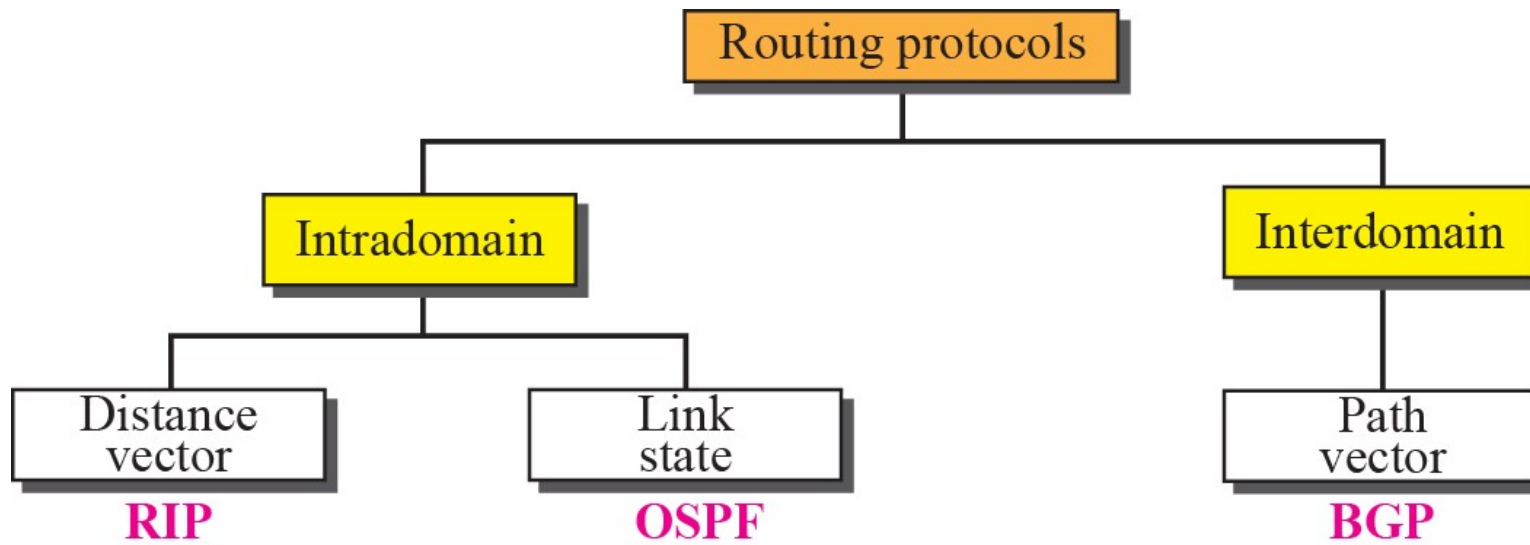 Routing protocols
Intradomain
Interdomain
Distance
vector
Link
state
Path
vector
RIP
OSPF
BGP